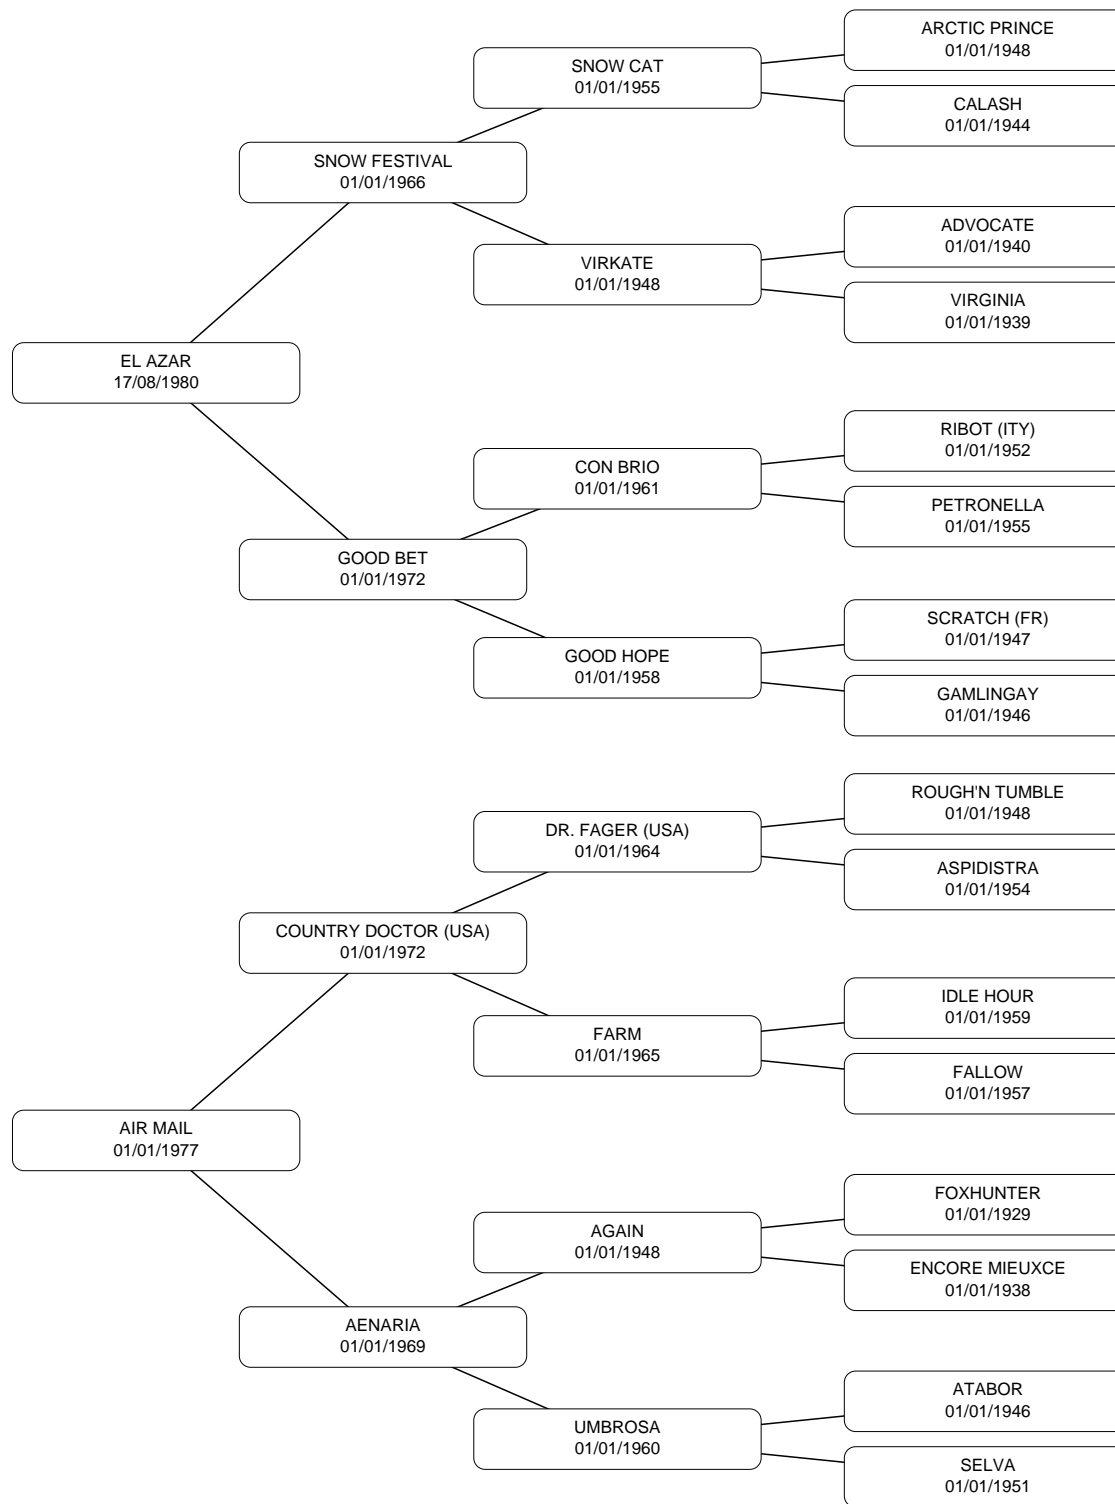 ARCTIC PRINCE
01/01/1948
SNOW CAT
01/01/1955
CALASH
01/01/1944
SNOW FESTIVAL
01/01/1966
ADVOCATE
01/01/1940
VIRKATE
01/01/1948
VIRGINIA
01/01/1939
EL AZAR
17/08/1980
RIBOT (ITY)
01/01/1952
CON BRIO
01/01/1961
PETRONELLA
01/01/1955
GOOD BET
01/01/1972
SCRATCH (FR)
01/01/1947
GOOD HOPE
01/01/1958
GAMLINGAY
01/01/1946
ROUGH'N TUMBLE
01/01/1948
DR. FAGER (USA)
01/01/1964
ASPIDISTRA
01/01/1954
COUNTRY DOCTOR (USA)
01/01/1972
IDLE HOUR
01/01/1959
FARM
01/01/1965
FALLOW
01/01/1957
AIR MAIL
01/01/1977
FOXHUNTER
01/01/1929
AGAIN
01/01/1948
ENCORE MIEUXCE
01/01/1938
AENARIA
01/01/1969
ATABOR
01/01/1946
UMBROSA
01/01/1960
SELVA
01/01/1951